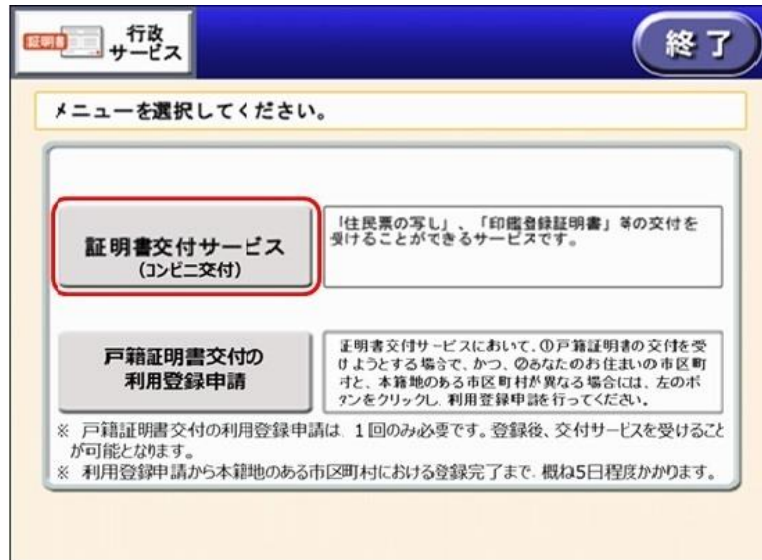 証明書
行政
サービス
終了
メニューを選択してください。
証明書交付サービス
(コンビニ交付)
「住民票の写し」、「印鑑登録証明書」等の交付を
受けることができるサービスです。
戸籍証明書交付の
利用登録申請
証明書交付サービスにおいて、①戸籍証明書の交付を受
けようとする場合で、かつ、②あなたのお住まいの市区町
村と、本籍地のある市区町村が異なる場合には、左のボ
タンをクリックし、利用登録申請を行ってください。
※ 戸籍証明書交付の利用登録申請は、1回のみ必要です。登録後、交付サービスを受けること
が可能となります。
※ 利用登録申請から本籍地のある市区町村における登録完了まで、概ね5日程度かかります。